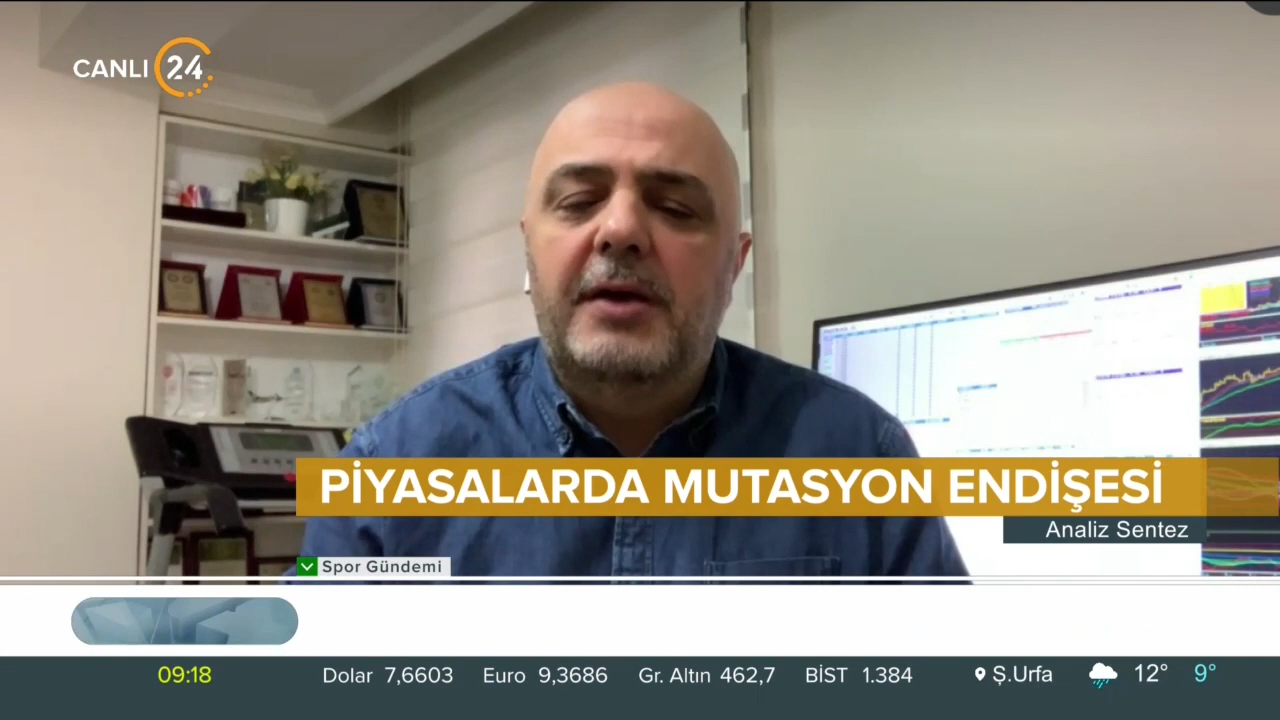 CANLI 24
PİYASALARDA MUTASYON ENDİŞESİ
Analiz Sentez
Spor Gündemi
09:18 Dolar 7,6603 Euro 9,3686 Gr. Altın 462,7 BİST 1.384 Ş.Urfa 12° 9°